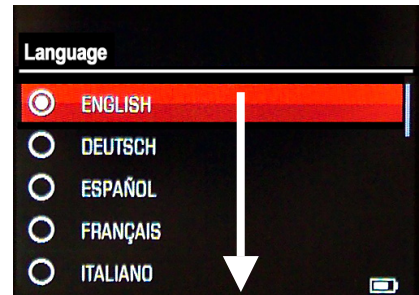 Language
ENGLISH
DEUTSCH
ESPAÑOL
FRANÇAIS
ITALIANO